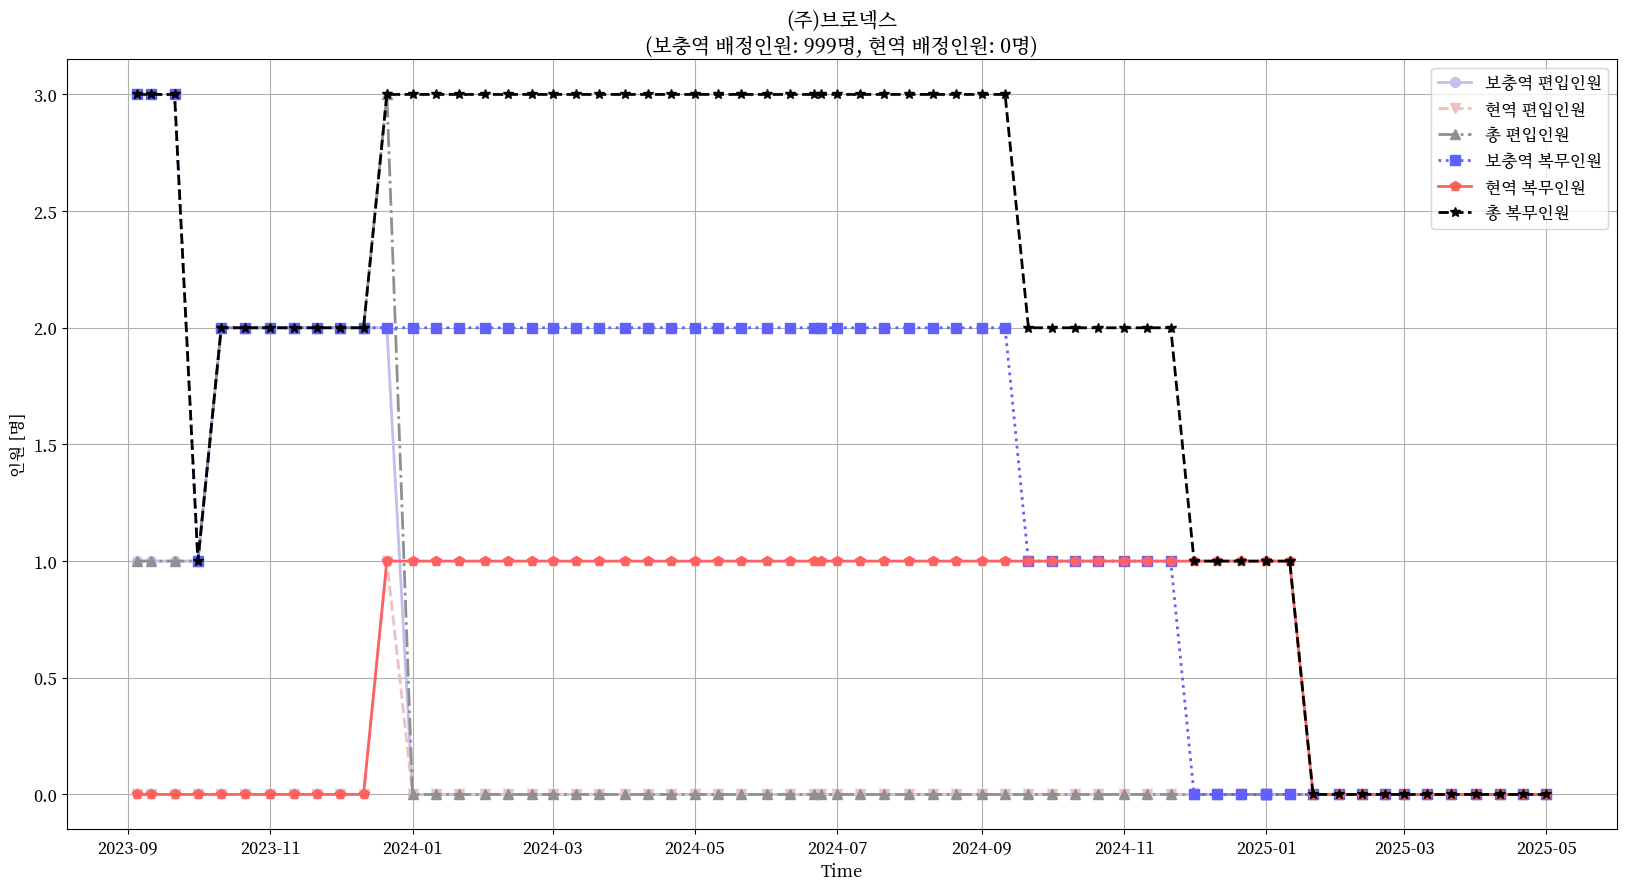 (주)브로넥스
(보충역 배정인원: 999명, 현역 배정인원: 0명)
보충역 편입인원
현역 편입인원
총 편입인원
보충역 복무인원
현역 복무인원
총 복무인원
인원 [명]
3.0
2.5
2.0
1.5
1.0
0.5
0.0
2023-09
2023-11
2024-01
2024-03
2024-05
2024-07
2024-09
2024-11
2025-01
2025-03
2025-05
Time